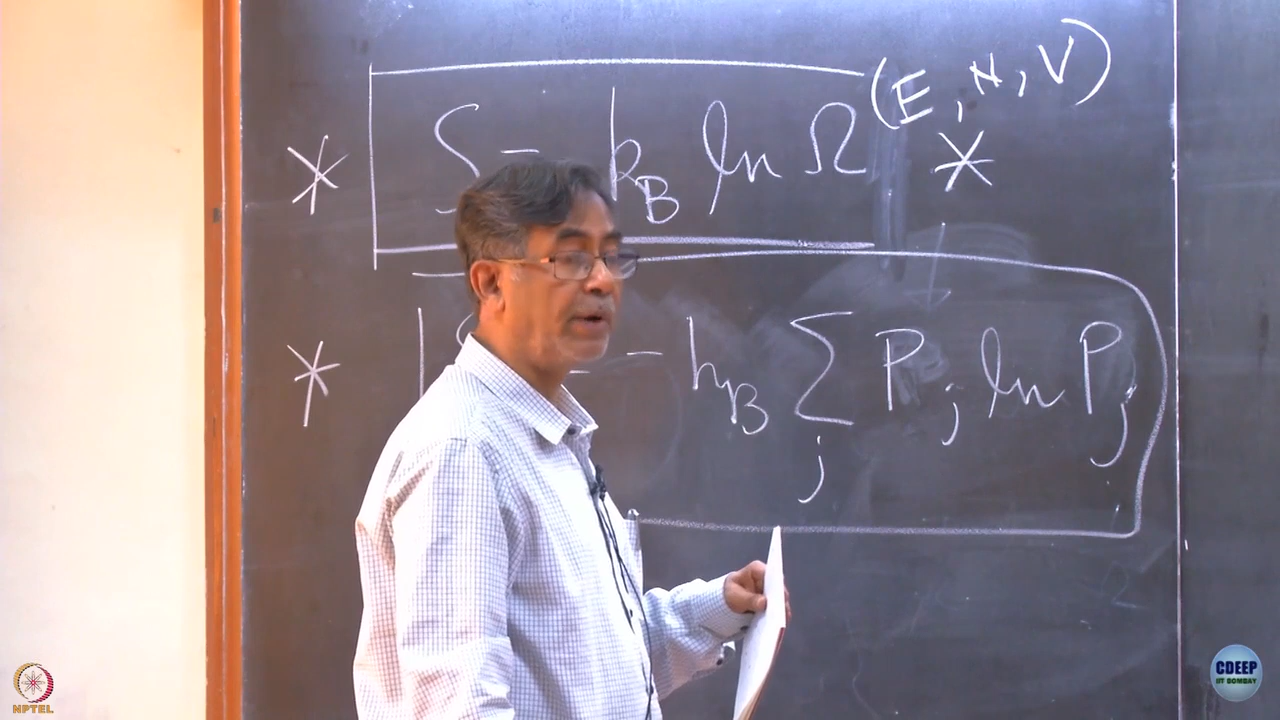 * S = k_B ln Ω (E, N, V) *
* S = - k_B Σ_j P_j ln P_j
NPTEL
CDEEP
IIT BOMBAY